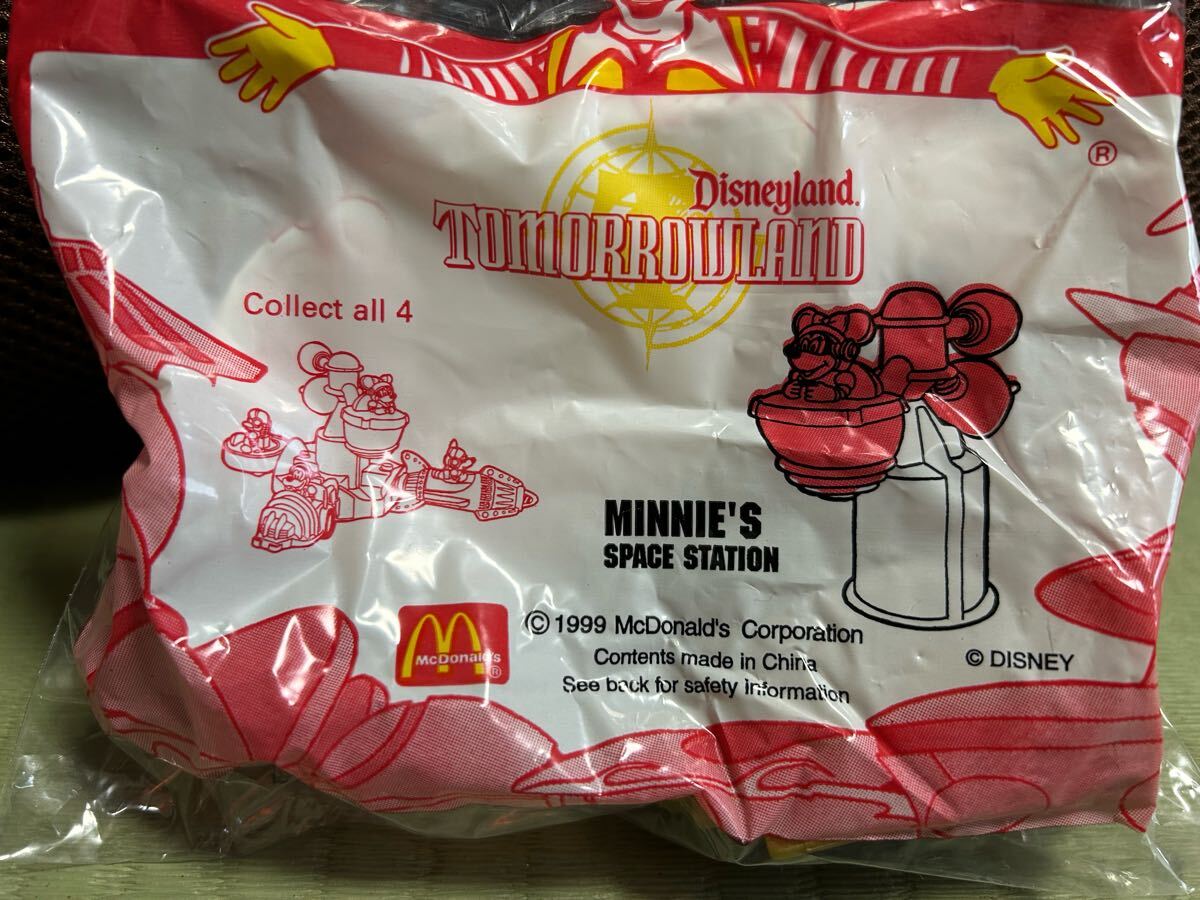 ®
Disneyland.
TOMORROWLAND
Collect all 4
MINNIE'S
SPACE STATION
McDonald's
®
© 1999 McDonald's Corporation
Contents made in China
See back for safety information
© DISNEY